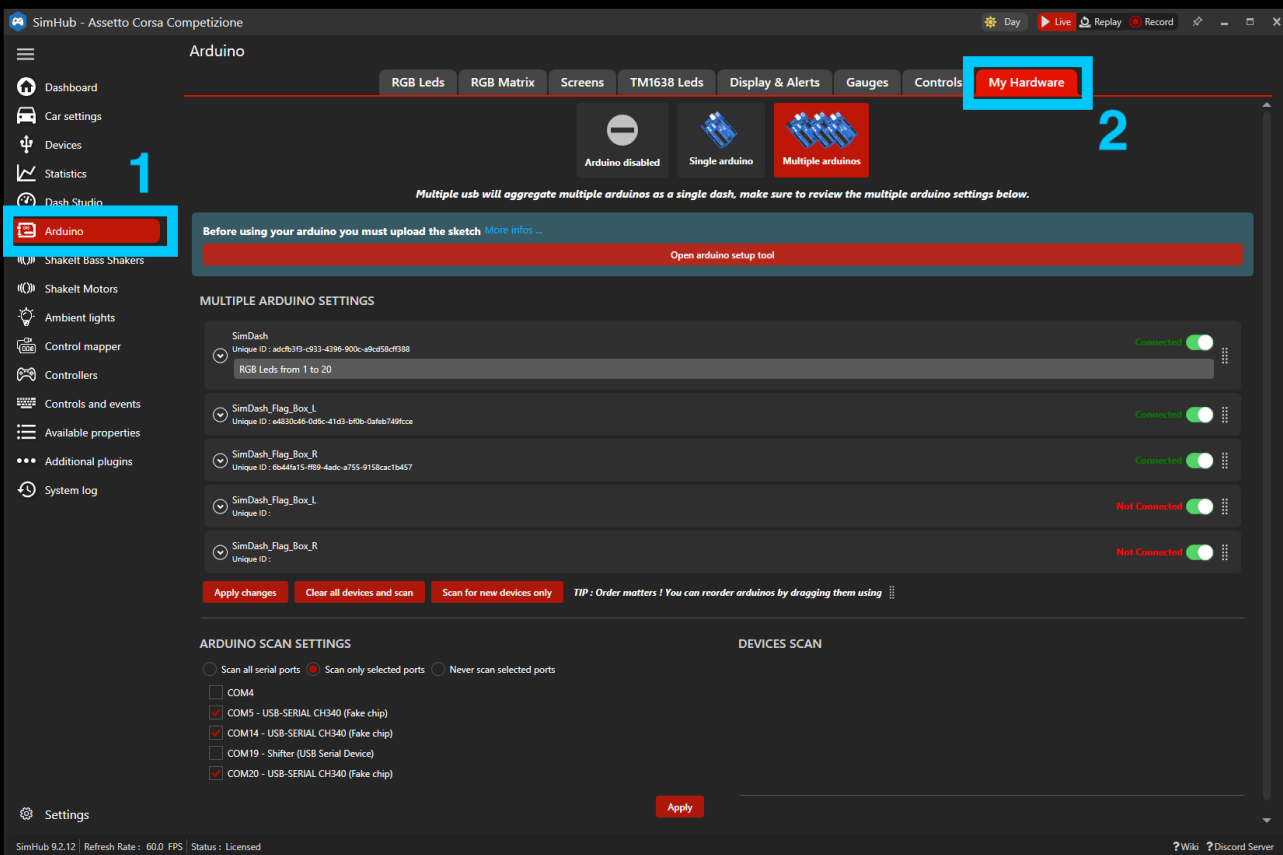 SimHub - Assetto Corsa Competizione
Day
Live
Replay
Record
Arduino
Dashboard
Car settings
Devices
Statistics
Dash Studio
Arduino
ShakeIt Bass Shakers
ShakeIt Motors
Ambient lights
Control mapper
Controllers
Controls and events
Available properties
Additional plugins
System log
Settings
1
RGB Leds
RGB Matrix
Screens
TM1638 Leds
Display & Alerts
Gauges
Controls
My Hardware
2
Arduino disabled
Single arduino
Multiple arduinos
Multiple usb will aggregate multiple arduinos as a single dash, make sure to review the multiple arduino settings below.
Before using your arduino you must upload the sketch More infos ...
Open arduino setup tool
MULTIPLE ARDUINO SETTINGS
SimDash
Unique ID : adcfb3f3-c933-4396-900c-a9cd58cff388
Connected
RGB Leds from 1 to 20
SimDash_Flag_Box_L
Unique ID : e4830c46-0d6c-41d3-bf0b-0afeb749fcce
Connected
SimDash_Flag_Box_R
Unique ID : 6b44fa15-ff89-4adc-a755-9158cac1b457
Connected
SimDash_Flag_Box_L
Unique ID :
Not Connected
SimDash_Flag_Box_R
Unique ID :
Not Connected
Apply changes
Clear all devices and scan
Scan for new devices only
TIP : Order matters ! You can reorder arduinos by dragging them using
ARDUINO SCAN SETTINGS
Scan all serial ports
Scan only selected ports
Never scan selected ports
COM4
COM5 - USB-SERIAL CH340 (Fake chip)
COM14 - USB-SERIAL CH340 (Fake chip)
COM19 - Shifter (USB Serial Device)
COM20 - USB-SERIAL CH340 (Fake chip)
Apply
DEVICES SCAN
SimHub 9.2.12
Refresh Rate : 60.0 FPS
Status : Licensed
?Wiki
?Discord Server